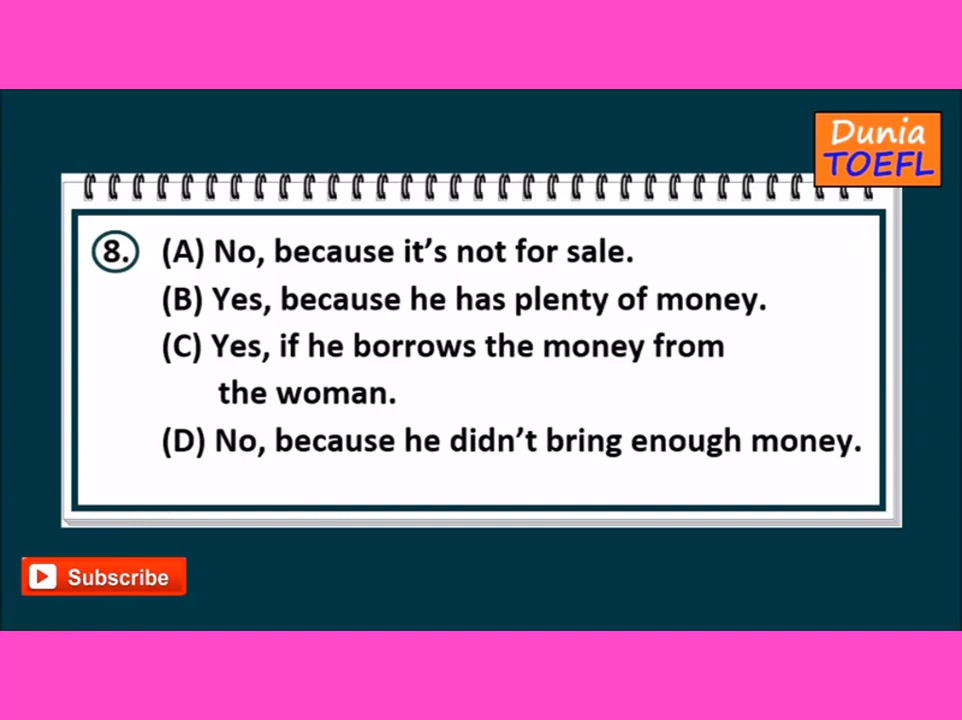 Dunia
TOEFL
8. (A) No, because it's not for sale.
(B) Yes, because he has plenty of money.
(C) Yes, if he borrows the money from
the woman.
(D) No, because he didn't bring enough money.
Subscribe